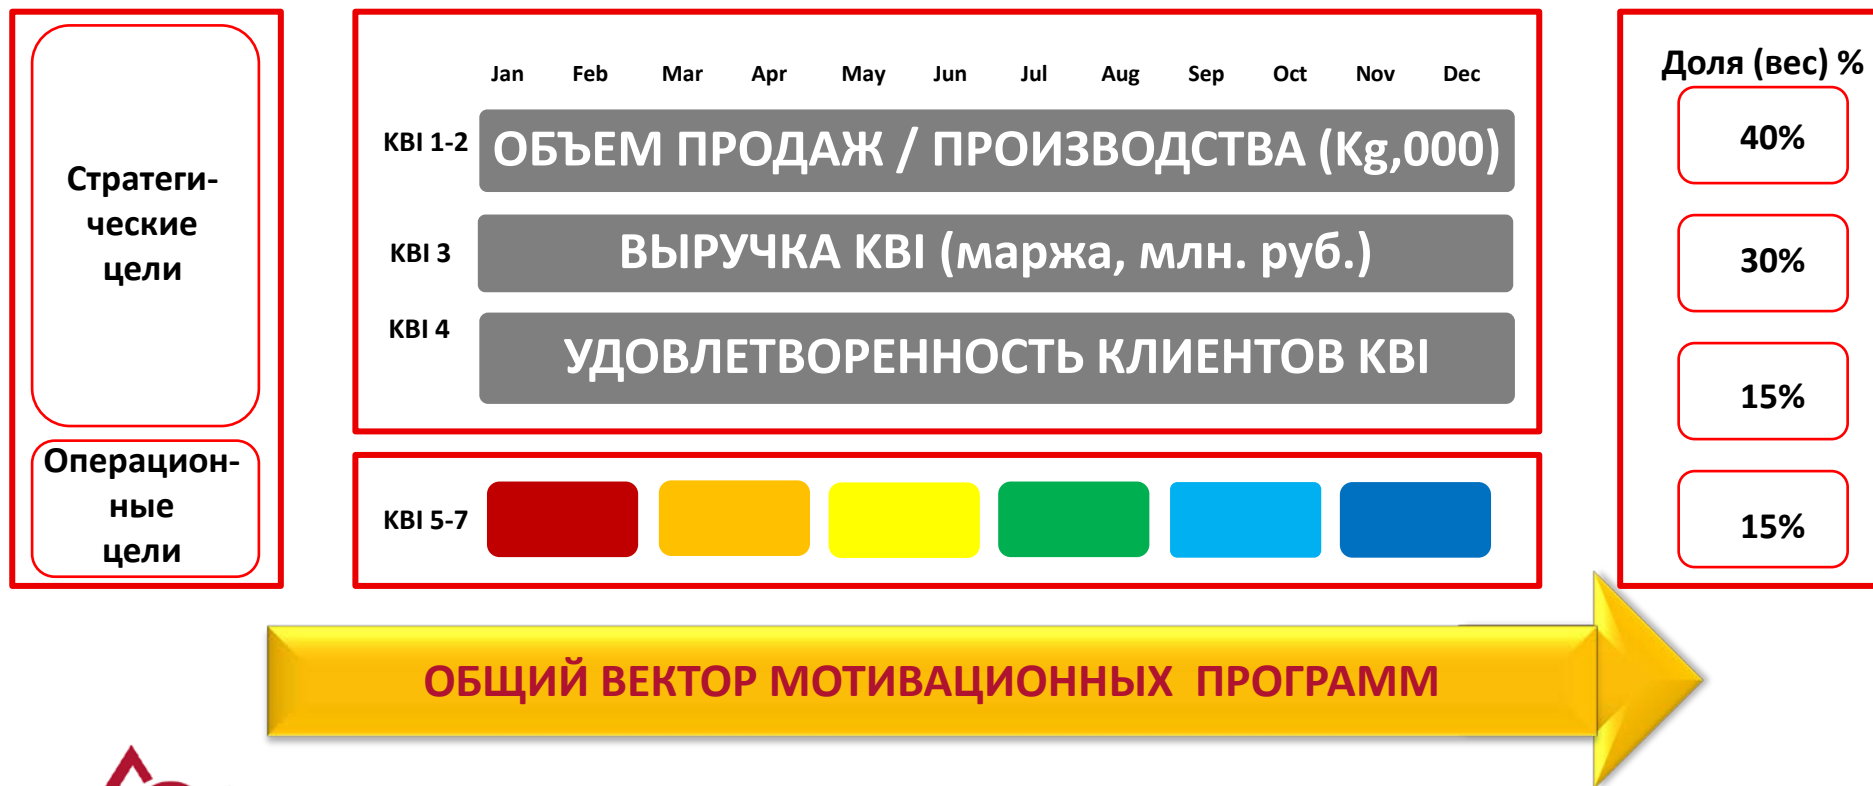 Стратеги-
ческие
цели
Операцион-
ные
цели
Jan Feb Mar Apr May Jun Jul Aug Sep Oct Nov Dec
KBI 1-2 ОБЪЕМ ПРОДАЖ / ПРОИЗВОДСТВА (Kg,000)
KBI 3 ВЫРУЧКА KBI (маржа, млн. руб.)
KBI 4 УДОВЛЕТВОРЕННОСТЬ КЛИЕНТОВ KBI
KBI 5-7
Доля (вес) %
40%
30%
15%
15%
ОБЩИЙ ВЕКТОР МОТИВАЦИОННЫХ ПРОГРАММ